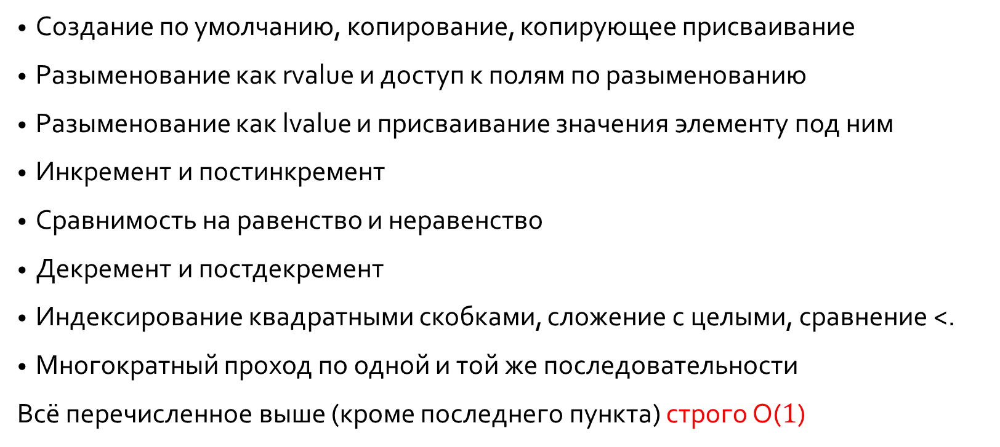 • Создание по умолчанию, копирование, копирующее присваивание
• Разыменование как rvalue и доступ к полям по разыменованию
• Разыменование как lvalue и присваивание значения элементу под ним
• Инкремент и постинкремент
• Сравнимость на равенство и неравенство
• Декремент и постдекремент
• Индексирование квадратными скобками, сложение с целыми, сравнение <.
• Многократный проход по одной и той же последовательности
Всё перечисленное выше (кроме последнего пункта) строго O(1)